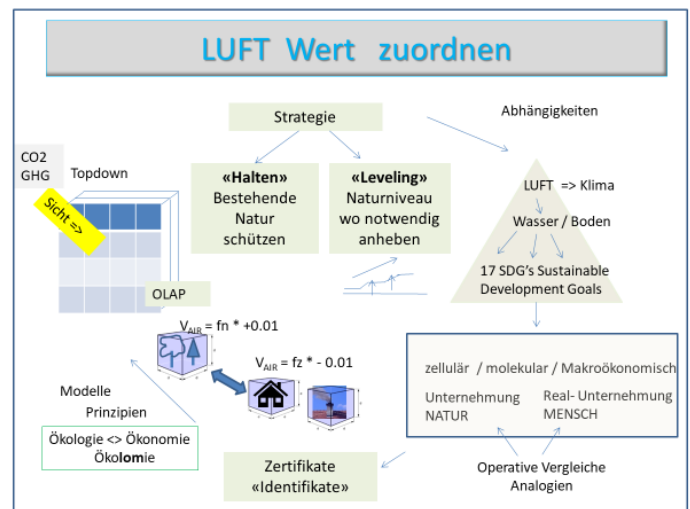 LUFT Wert zuordnen
Strategie
Abhängigkeiten
CO2
GHG
Topdown
Sicht =>
OLAP
«Halten»
Bestehende
Natur
schützen
«Leveling»
Naturniveau
wo notwendig
anheben
LUFT => Klima
Wasser / Boden
17 SDG's Sustainable
Development Goals
V AIR = fn * +0.01
V AIR = fz * - 0.01
zellulär / molekular / Makroökonomisch
Unternehmung
NATUR
Real- Unternehmung
MENSCH
Modelle
Prinzipien
Ökologie <> Ökonomie
Ökolomie
Zertifikate
«Identifikate»
Operative Vergleiche
Analogien